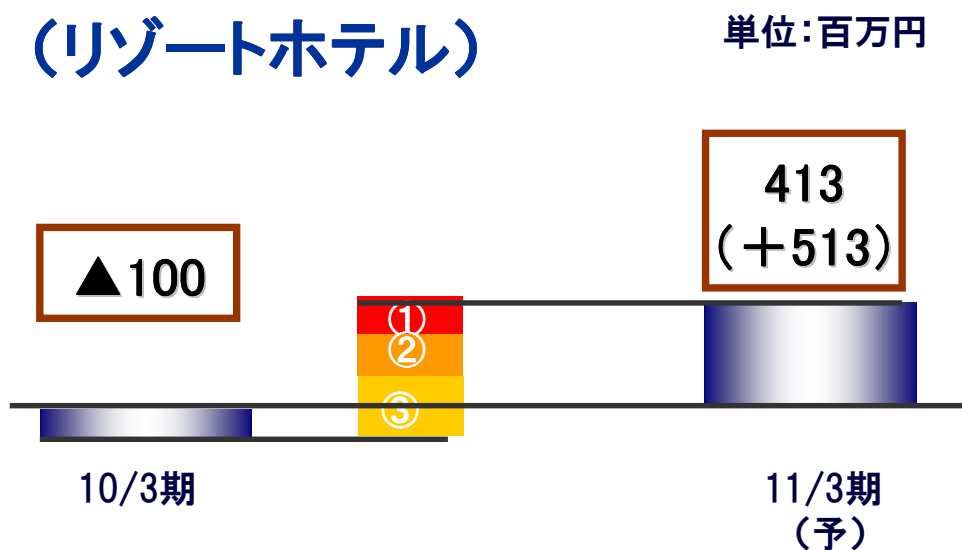 （リゾートホテル）
単位：百万円
413
（＋513）
▲100
①
②
③
10/3期
11/3期
（予）